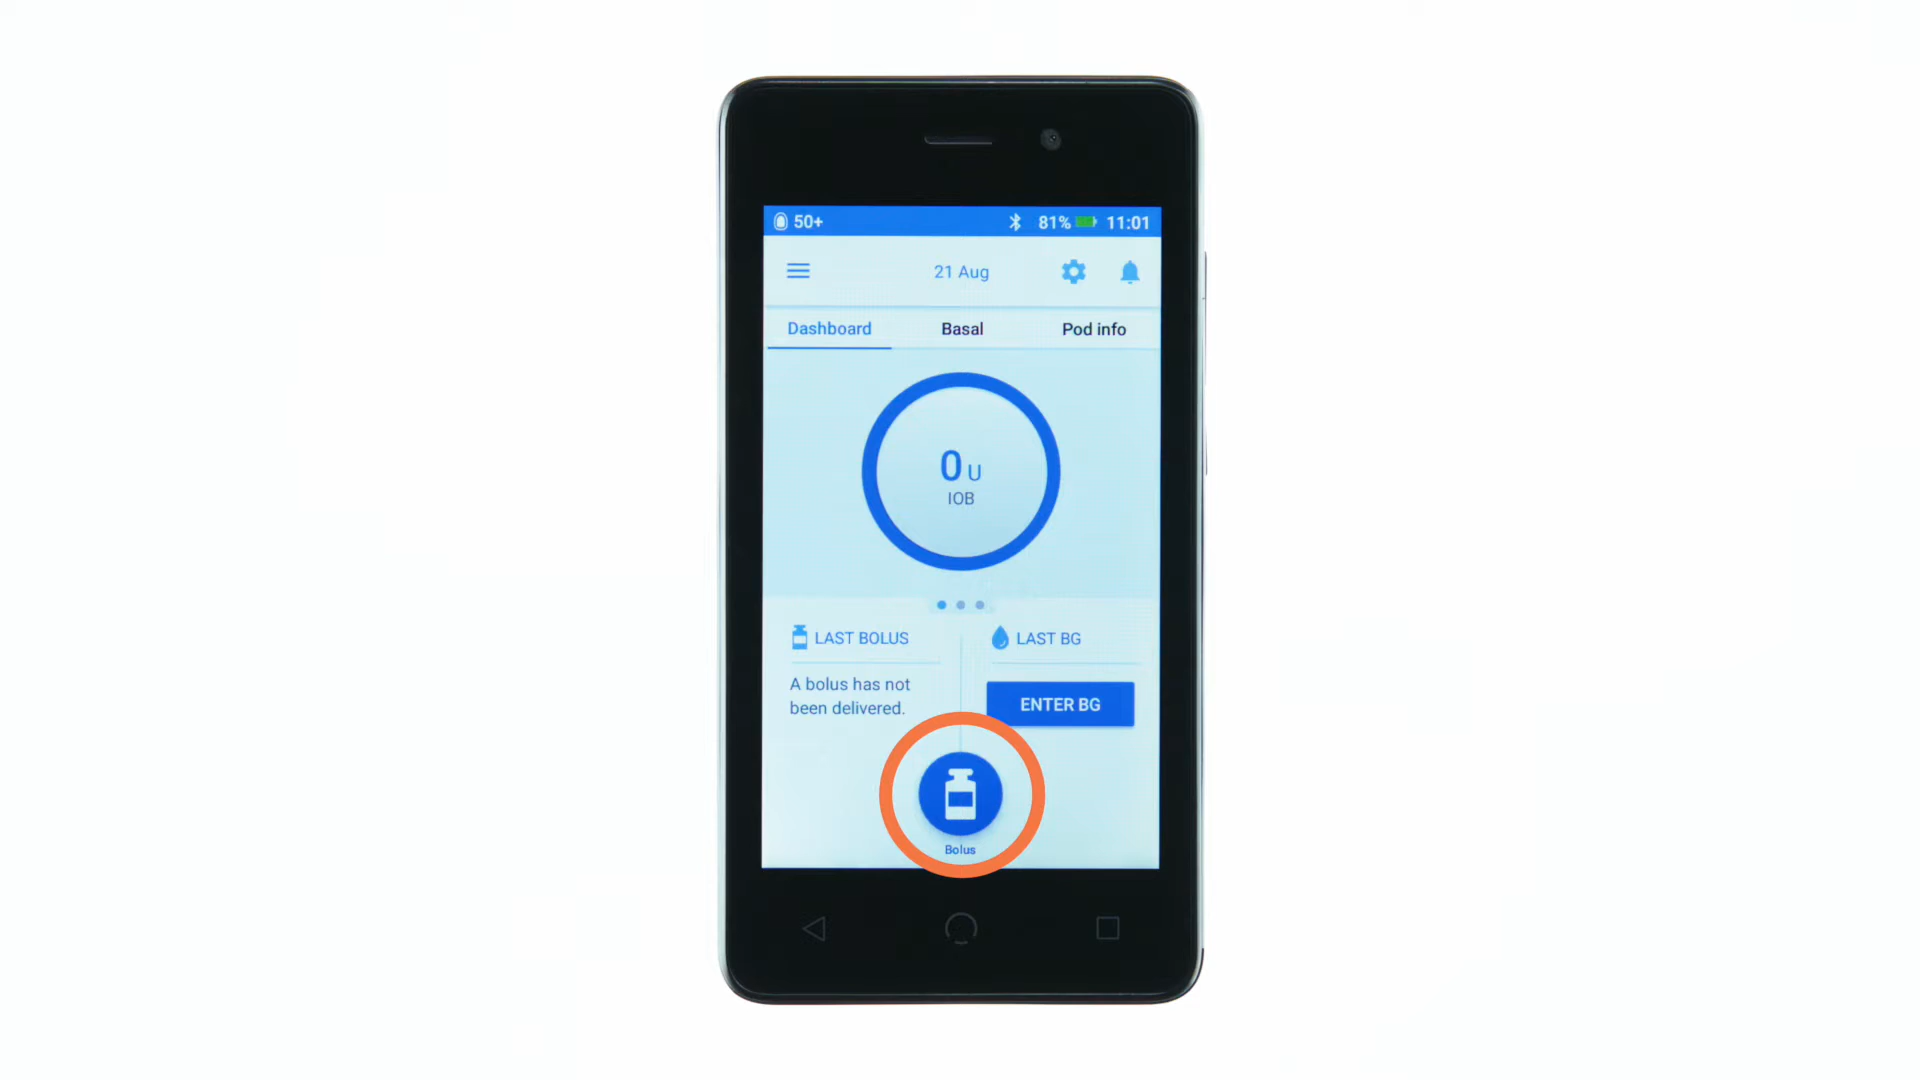 50+ 81% 11:01
21 Aug
Dashboard Basal Pod info
0 U
IOB
LAST BOLUS LAST BG
A bolus has not
been delivered.
ENTER BG
Bolus